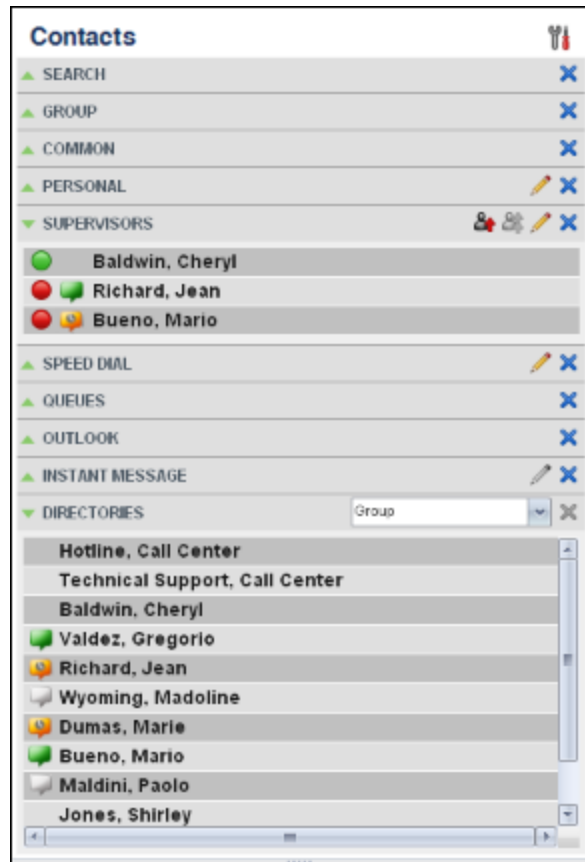 Contacts
SEARCH
GROUP
COMMON
PERSONAL
SUPERVISORS
Baldwin, Cheryl
Richard, Jean
Bueno, Mario
SPEED DIAL
QUEUES
OUTLOOK
INSTANT MESSAGE
DIRECTORIES Group
Hotline, Call Center
Technical Support, Call Center
Baldwin, Cheryl
Valdez, Gregorio
Richard, Jean
Wyoming, Madoline
Dumas, Marie
Bueno, Mario
Maldini, Paolo
Jones, Shirley